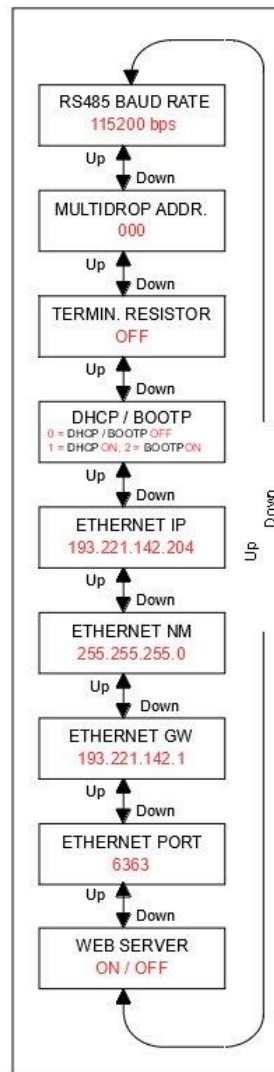 RS485 BAUD RATE
115200 bps
Up
Down
MULTIDROP ADDR.
000
Up
Down
TERMIN. RESISTOR
OFF
Up
Down
DHCP / BOOTP
0 = DHCP / BOOTP OFF
1 = DHCP ON, 2 = BOOTP ON
Up
Down
ETHERNET IP
193.221.142.204
Up
Down
ETHERNET NM
255.255.255.0
Up
Down
ETHERNET GW
193.221.142.1
Up
Down
ETHERNET PORT
6363
Up
Down
WEB SERVER
ON / OFF
Up
Down